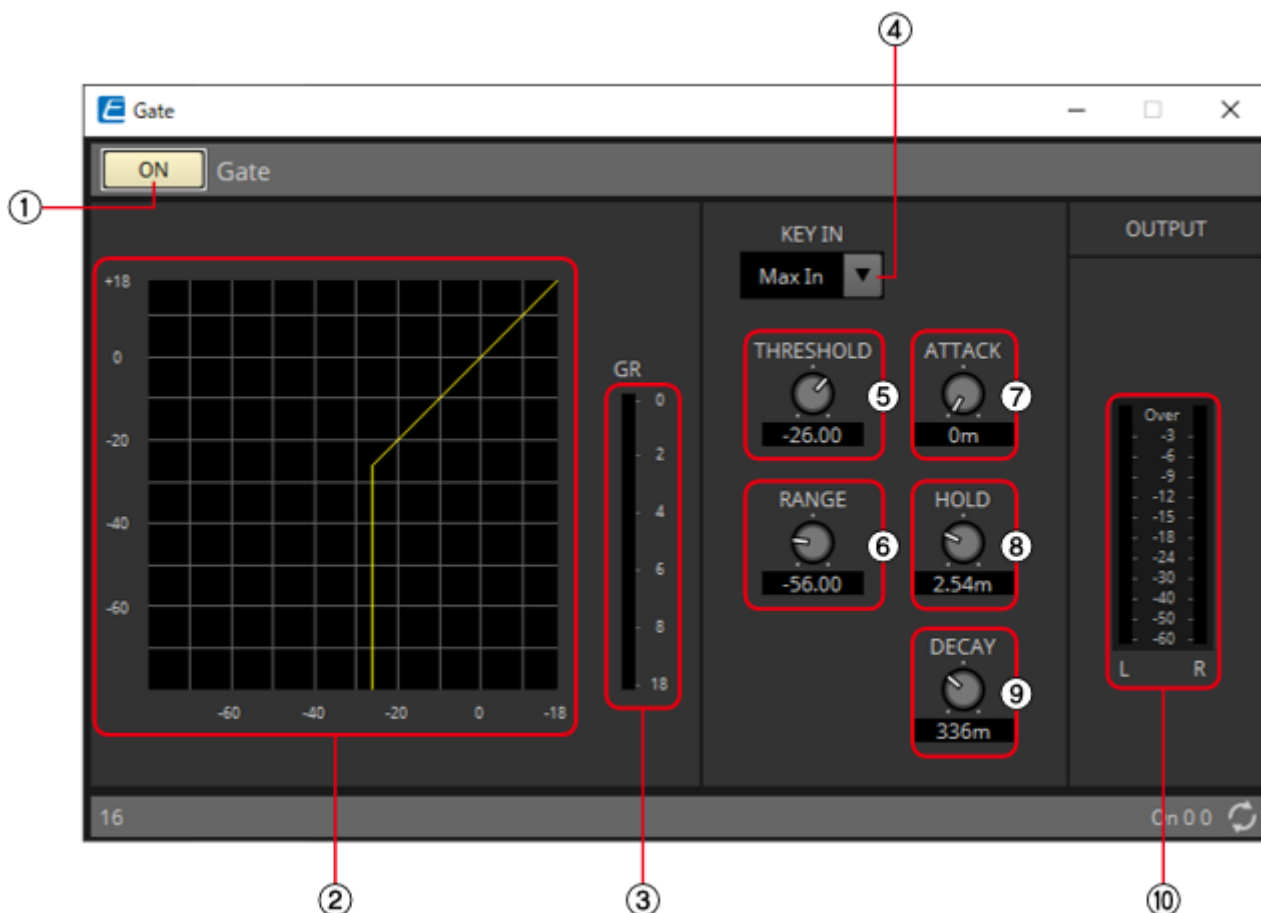 ④
Gate
ON Gate
①
KEY IN
OUTPUT
Max In
+18
0
-20
-40
-60
-60 -40 -20 0 -18
GR
0
2
4
6
8
18
THRESHOLD
⑤
-26.00
ATTACK
⑦
0m
RANGE
⑥
-56.00
HOLD
⑧
2.54m
DECAY
⑨
336m
Over
-3
-6
-9
-12
-15
-18
-24
-30
-40
-50
-60
L R
16
On 0 0
②
③
⑩